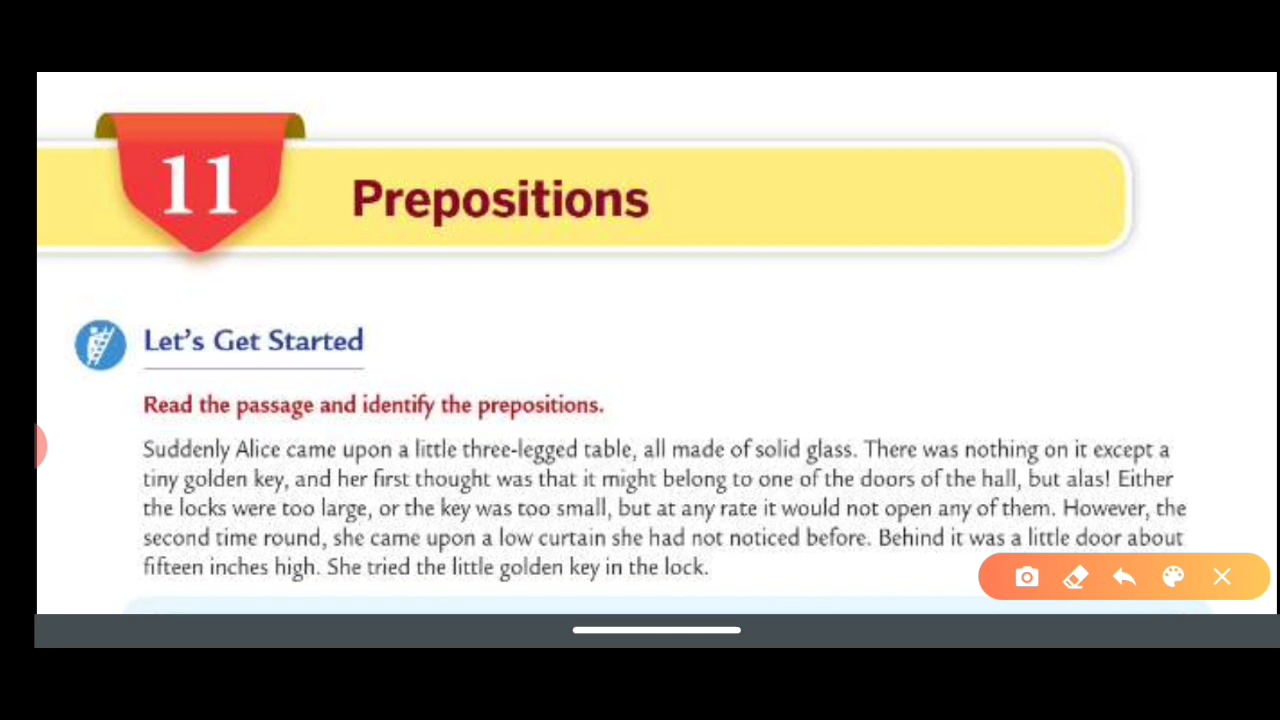 11
Prepositions
Let's Get Started
Read the passage and identify the prepositions.
Suddenly Alice came upon a little three-legged table, all made of solid glass. There was nothing on it except a
tiny golden key, and her first thought was that it might belong to one of the doors of the hall, but alas! Either
the locks were too large, or the key was too small, but at any rate it would not open any of them. However, the
second time round, she came upon a low curtain she had not noticed before. Behind it was a little door about
fifteen inches high. She tried the little golden key in the lock.